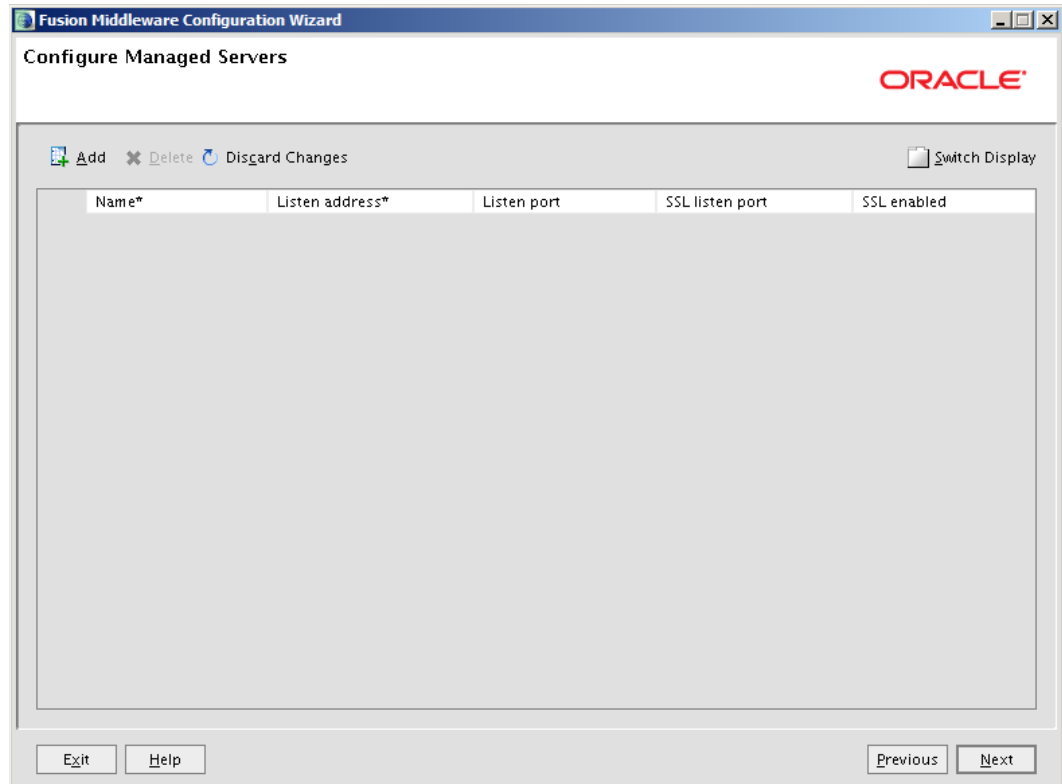 Fusion Middleware Configuration Wizard
Configure Managed Servers
ORACLE
Add Delete Discard Changes Switch Display
Name* Listen address* Listen port SSL listen port SSL enabled
Exit Help Previous Next